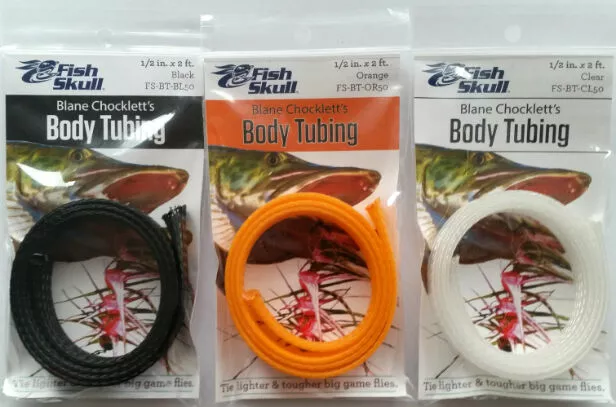 Fish
Skull
1/2 in. x 2 ft.
Black
FS-BT-BL50
Blane Chocklett's
Body Tubing
Tie lighter & tougher big game flies.
Fish
Skull
1/2 in. x 2 ft.
Orange
FS-BT-OR50
Blane Chocklett's
Body Tubing
Tie lighter & tougher big game flies.
Fish
Skull
1/2 in. x 2 ft.
Clear
FS-BT-CL50
Blane Chocklett's
Body Tubing
Tie lighter & tougher big game flies.